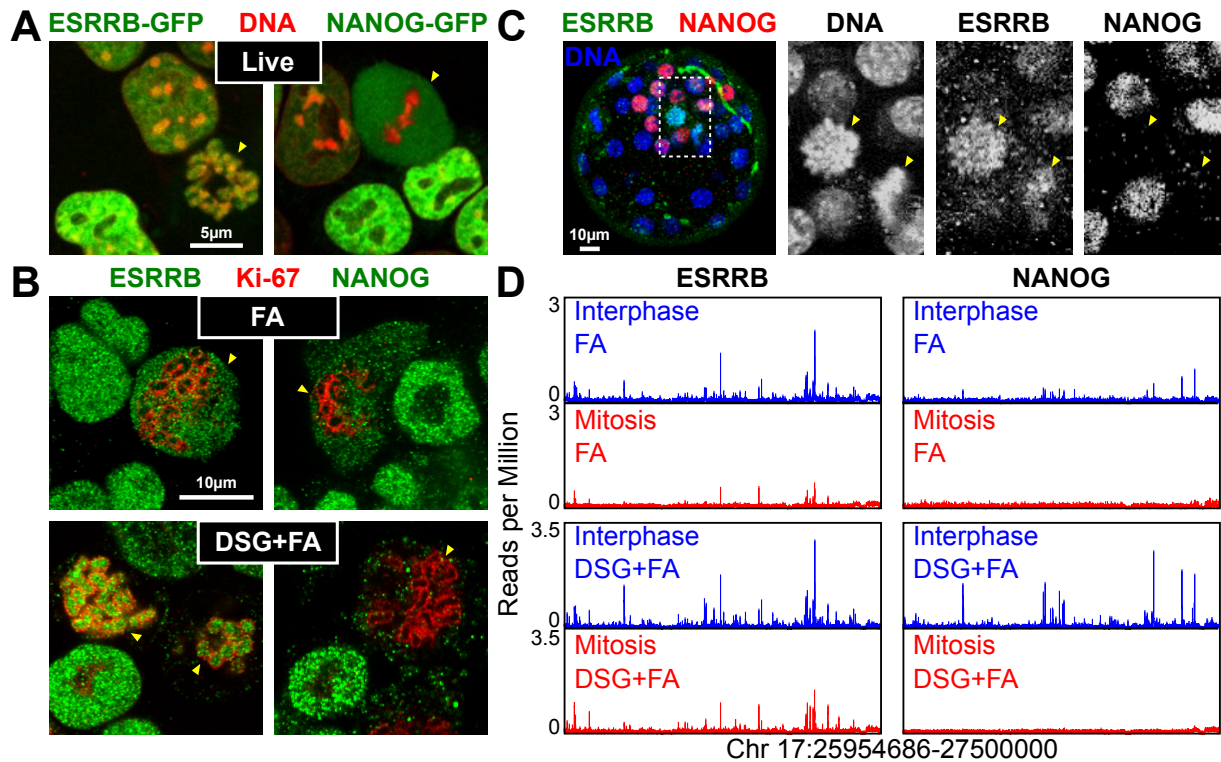 A ESRRB-GFP DNA NANOG-GFP
Live
5µm
B ESRRB Ki-67 NANOG
FA
10µm
DSG+FA
C ESRRB NANOG DNA ESRRB NANOG
DNA
10µm
D ESRRB NANOG
Reads per Million
3
Interphase
FA
0
Interphase
FA
3
Mitosis
FA
0
Mitosis
FA
3.5
Interphase
DSG+FA
0
Interphase
DSG+FA
3.5
Mitosis
DSG+FA
0
Mitosis
DSG+FA
Chr 17:25954686-27500000